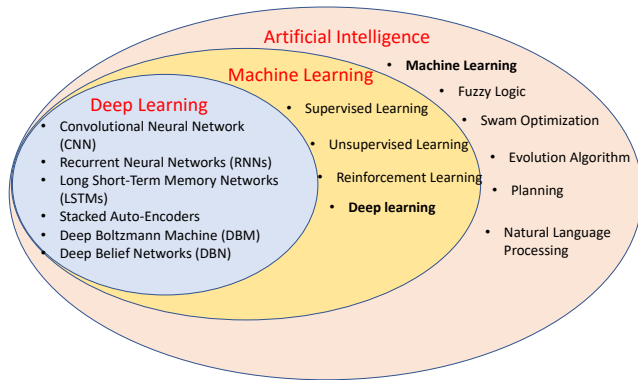 Artificial Intelligence
• Machine Learning
• Fuzzy Logic
• Swam Optimization
• Evolution Algorithm
• Planning
• Natural Language
Processing
Machine Learning
• Supervised Learning
• Unsupervised Learning
• Reinforcement Learning
• Deep learning
Deep Learning
• Convolutional Neural Network
(CNN)
• Recurrent Neural Networks (RNNs)
• Long Short-Term Memory Networks
(LSTMs)
• Stacked Auto-Encoders
• Deep Boltzmann Machine (DBM)
• Deep Belief Networks (DBN)